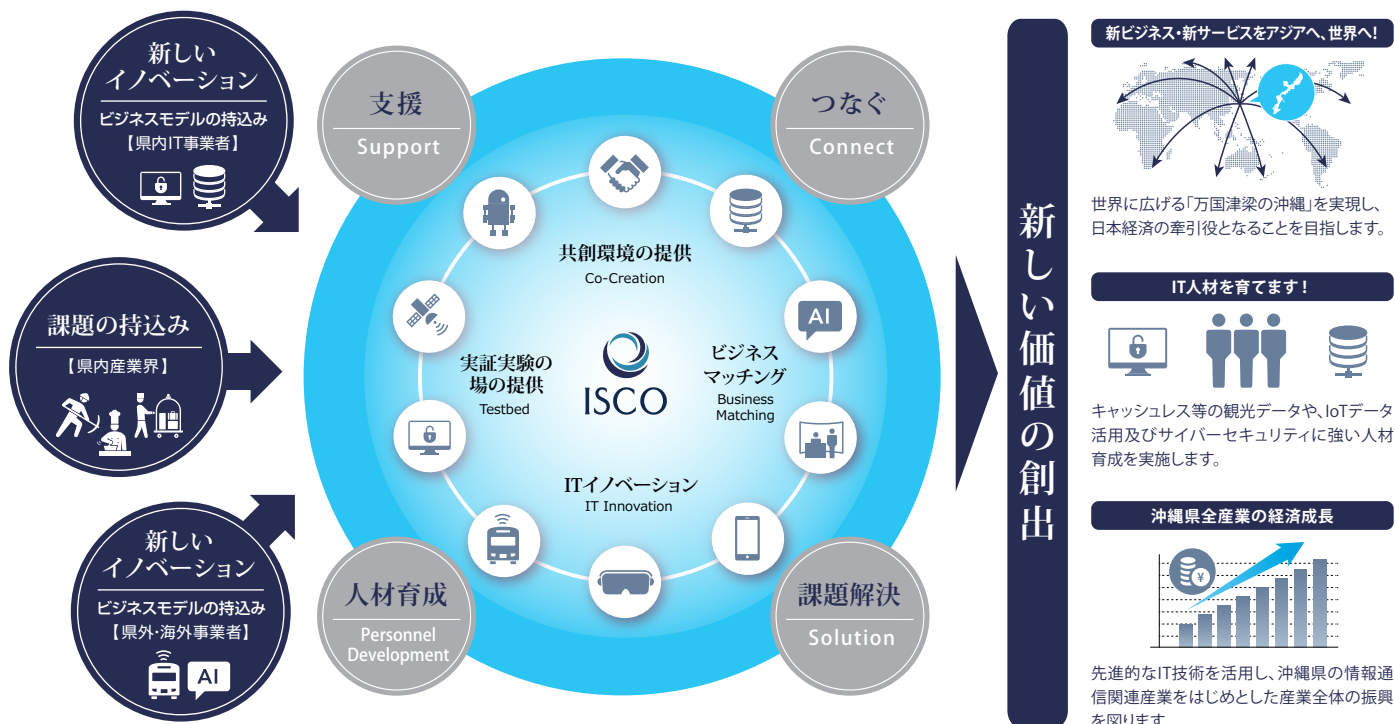 新しい
イノベーション
ビジネスモデルの持込み
【県内IT事業者】
課題の持込み
【県内産業界】
新しい
イノベーション
ビジネスモデルの持込み
【県外・海外事業者】
AI
支援
Support
つなぐ
Connect
共創環境の提供
Co-Creation
AI
実証実験の
場の提供
Testbed
ISCO
ビジネス
マッチング
Business
Matching
ITイノベーション
IT Innovation
人材育成
Personnel
Development
課題解決
Solution
新しい価値の創出
新ビジネス・新サービスをアジアへ、世界へ!
世界に広げる「万国津梁の沖縄」を実現し、
日本経済の牽引役となることを目指します。
IT人材を育てます!
キャッシュレス等の観光データや、IoTデータ
活用及びサイバーセキュリティに強い人材
育成を実施します。
沖縄県全産業の経済成長
¥
先進的なIT技術を活用し、沖縄県の情報通
信関連産業をはじめとした産業全体の振興
を図ります